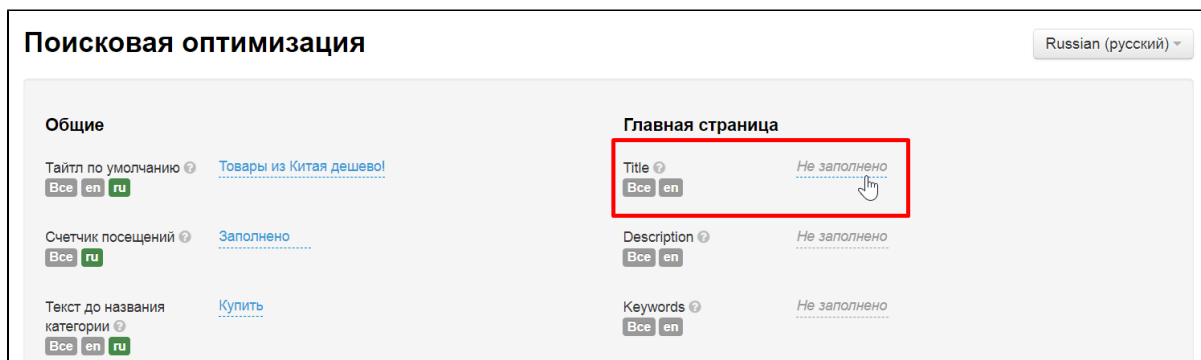 Поисковая оптимизация
Russian (русский)
Общие
Тайтл по умолчанию ?
Товары из Китая дешево!
Все en ru
Счетчик посещений ?
Заполнено
Все ru
Текст до названия
категории ?
Купить
Все en ru
Главная страница
Title ?
Не заполнено
Все en
Description ?
Не заполнено
Все en
Keywords ?
Не заполнено
Все en